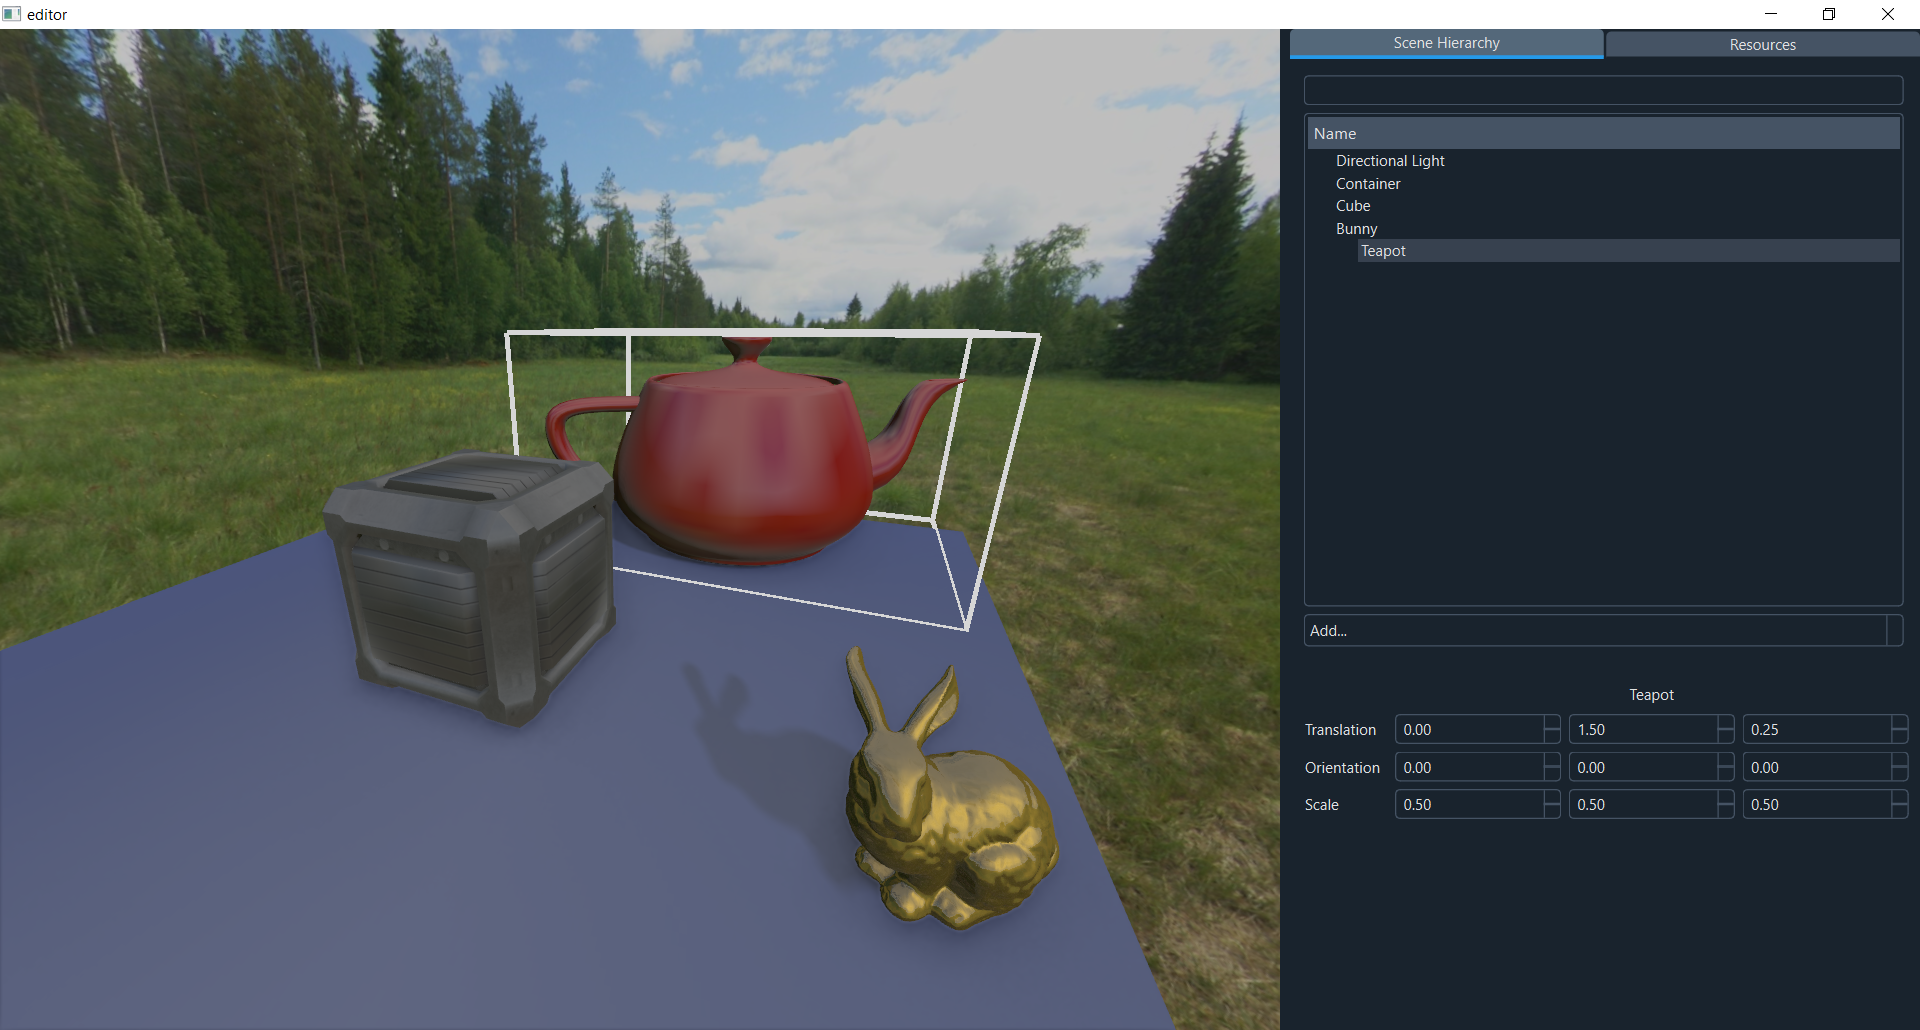 editor
Scene Hierarchy Resources
Name
Directional Light
Container
Cube
Bunny
Teapot
Add...
Teapot
Translation 0.00 1.50 0.25
Orientation 0.00 0.00 0.00
Scale 0.50 0.50 0.50